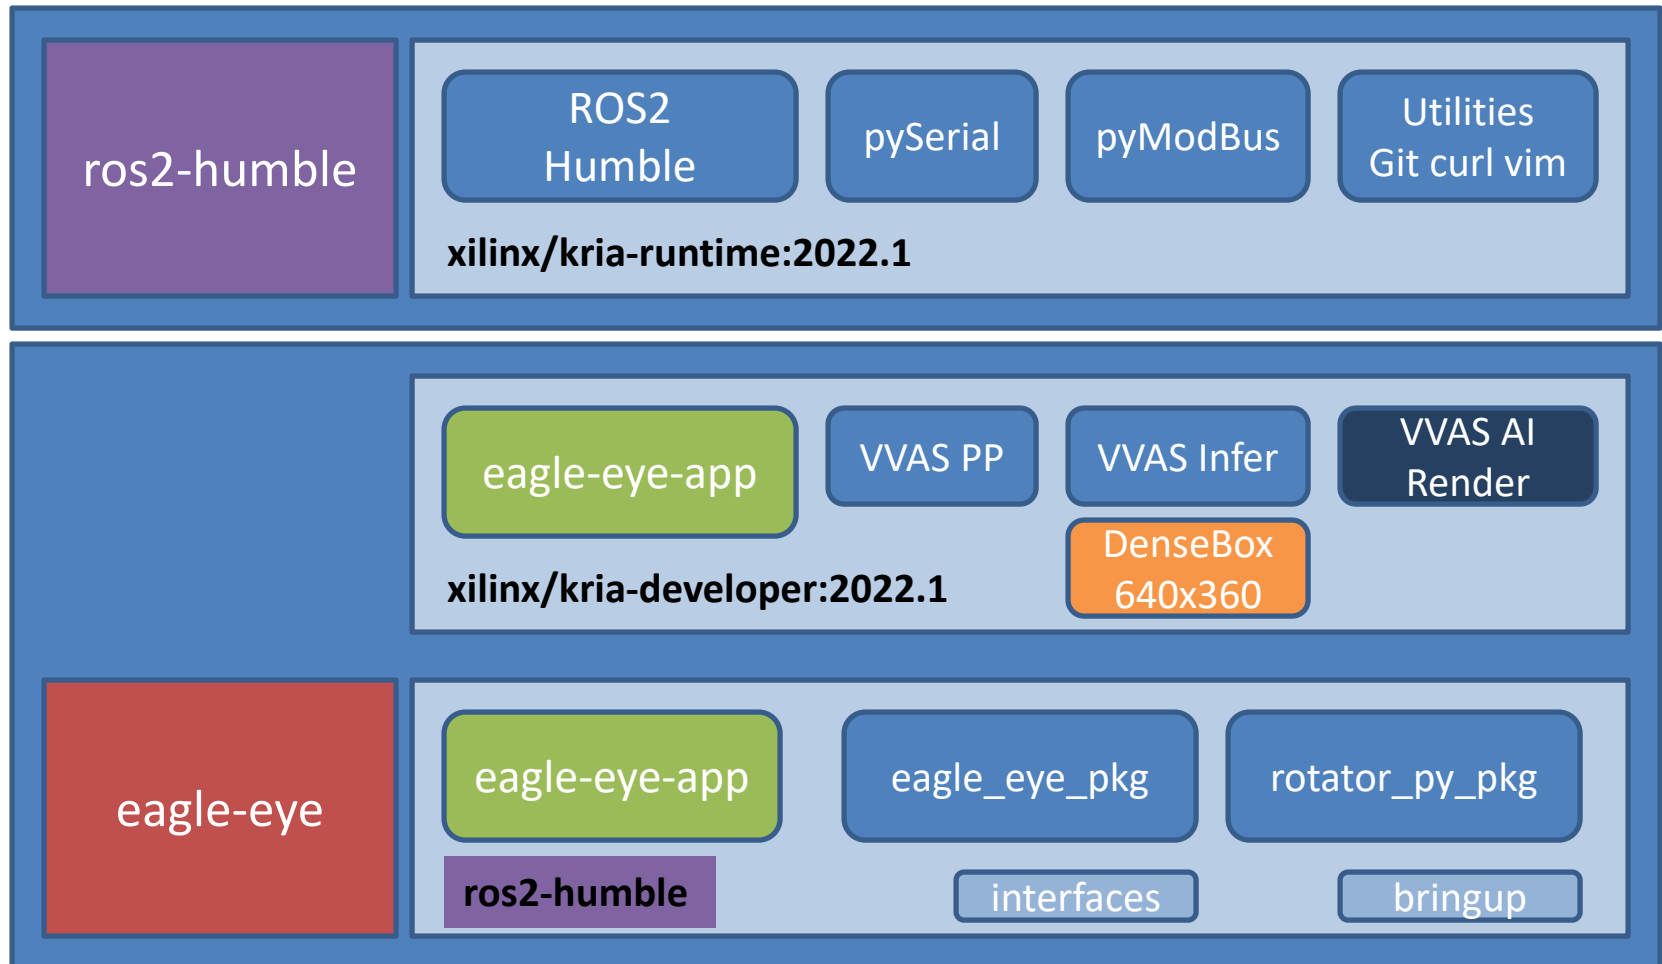 ros2-humble
ROS2
Humble
pySerial
pyModBus
Utilities
Git curl vim
xilinx/kria-runtime:2022.1
eagle-eye-app
VVAS PP
VVAS Infer
VVAS AI
Render
DenseBox
640x360
xilinx/kria-developer:2022.1
eagle-eye
eagle-eye-app
eagle_eye_pkg
rotator_py_pkg
ros2-humble
interfaces
bringup